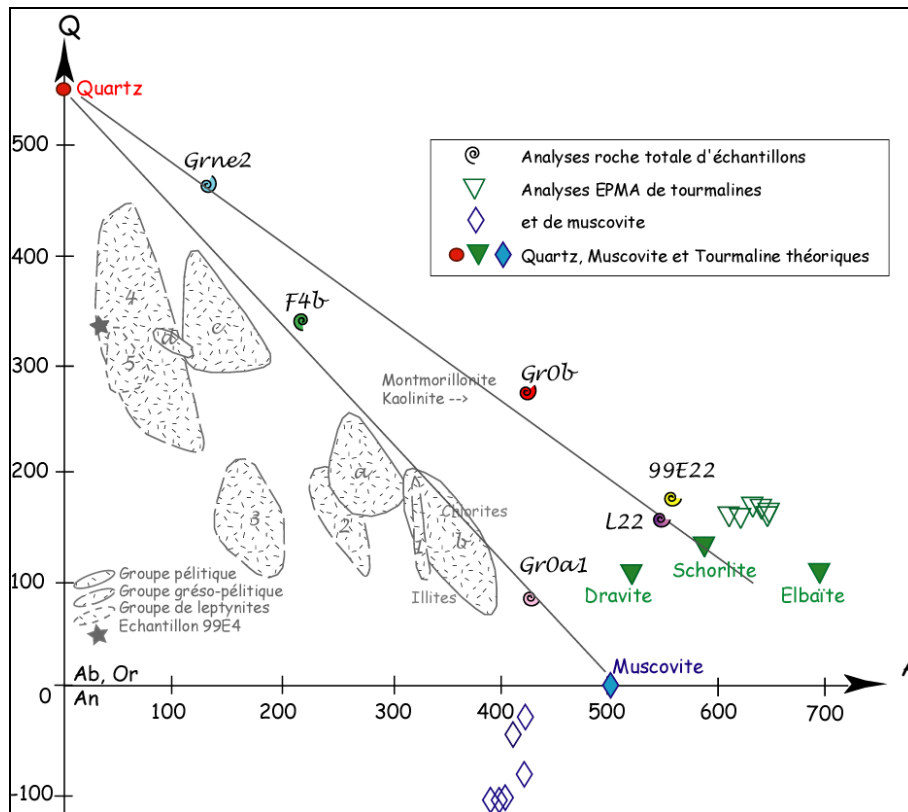 Q
Quartz
500
Grne2
Analyses roche totale d'échantillons
Analyses EPMA de tourmalines
et de muscovite
Quartz, Muscovite et Tourmaline théoriques
400
4
c
d
F4b
300
5
Montmorillonite
Kaolinite -->
Gr0b
200
a
99E22
3
2
Chlorites
L22
1
b
Schorlite
100
Groupe pélitique
Groupe gréso-pélitique
Groupe de leptynites
Echantillon 99E4
Illites
Gr0a1
Dravite
Elbaïte
Muscovite
A
Ab, Or
0
An
100
200
300
400
500
600
700
-100